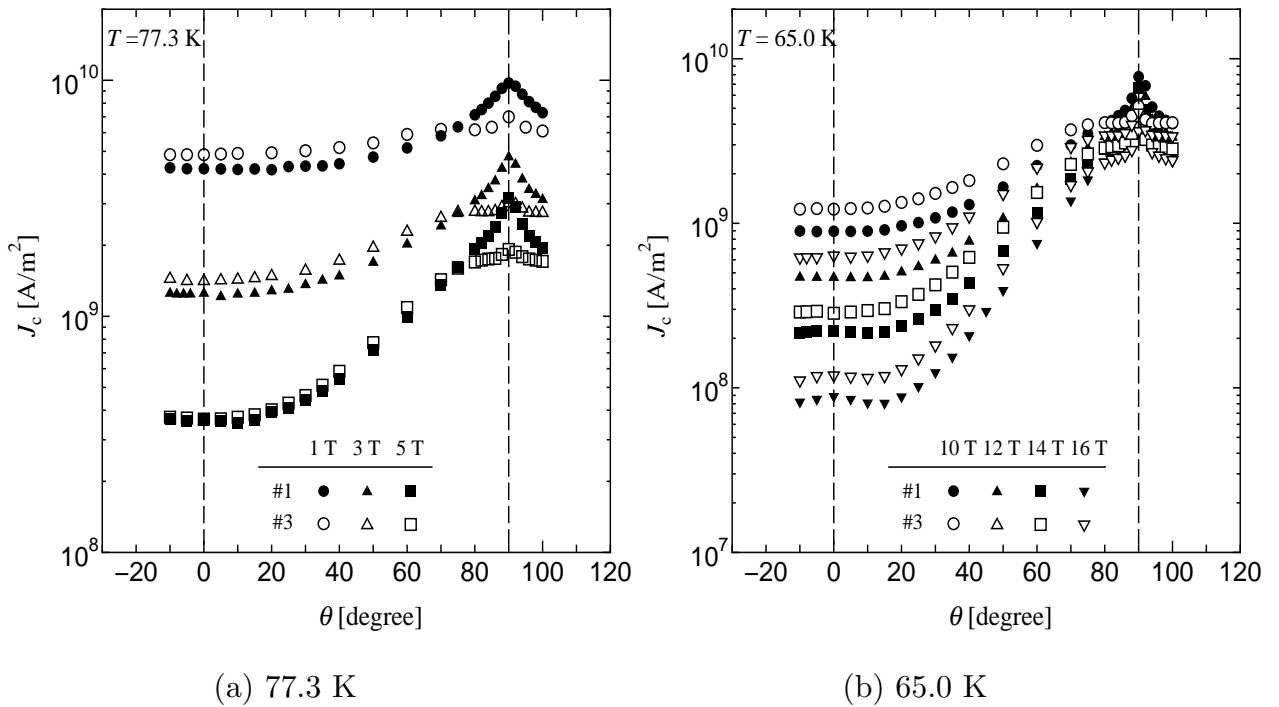 T =77.3 K
10^10
10^9
10^8
J_c [A/m^2]
1 T 3 T 5 T
#1
#3
−20 0 20 40 60 80 100 120
θ [degree]
(a) 77.3 K
T = 65.0 K
10^10
10^9
10^8
10^7
J_c [A/m^2]
10 T 12 T 14 T 16 T
#1
#3
−20 0 20 40 60 80 100 120
θ [degree]
(b) 65.0 K